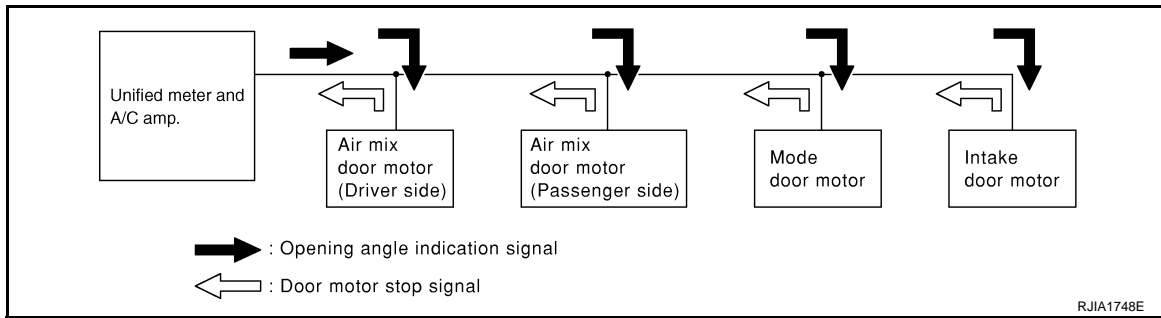 Unified meter and
A/C amp.
Air mix
door motor
(Driver side)
Air mix
door motor
(Passenger side)
Mode
door motor
Intake
door motor
: Opening angle indication signal
: Door motor stop signal
RJIA1748E